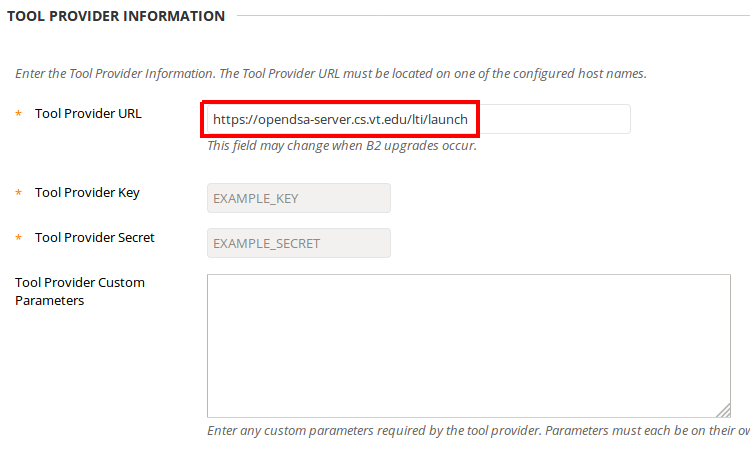 TOOL PROVIDER INFORMATION
Enter the Tool Provider Information. The Tool Provider URL must be located on one of the configured host names.
* Tool Provider URL https://opendsa-server.cs.vt.edu/lti/launch
This field may change when B2 upgrades occur.
* Tool Provider Key EXAMPLE_KEY
* Tool Provider Secret EXAMPLE_SECRET
Tool Provider Custom
Parameters
Enter any custom parameters required by the tool provider. Parameters must each be on their